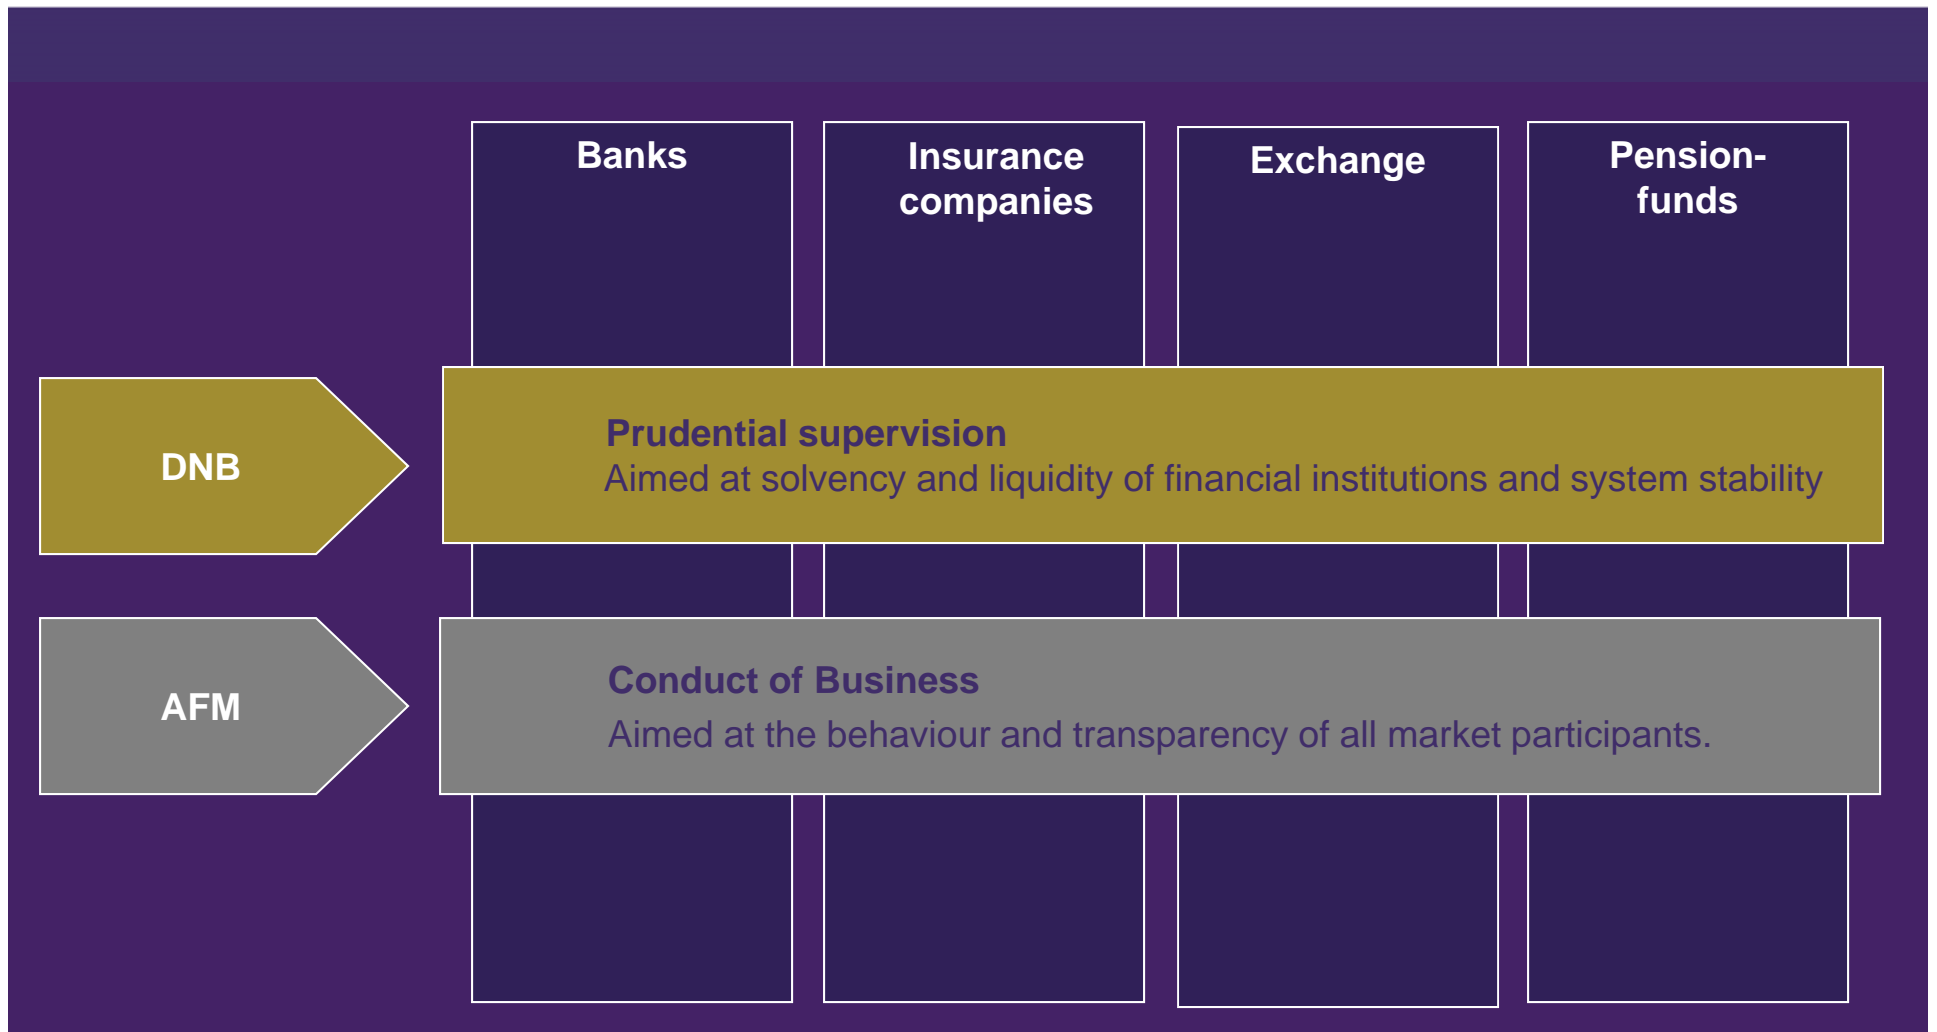 Banks
Insurance
companies
Exchange
Pension-
funds
DNB
Prudential supervision
Aimed at solvency and liquidity of financial institutions and system stability
AFM
Conduct of Business
Aimed at the behaviour and transparency of all market participants.